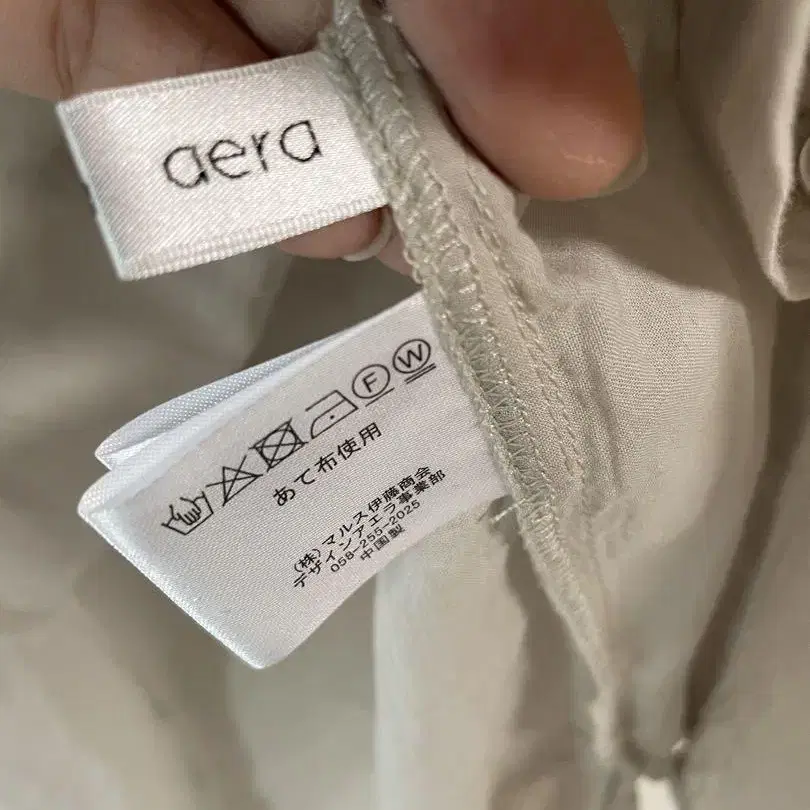 aera
F W
あて布使用
(株)マルス伊藤商会
デザインアエラ事業部
058-255-2025
中国製